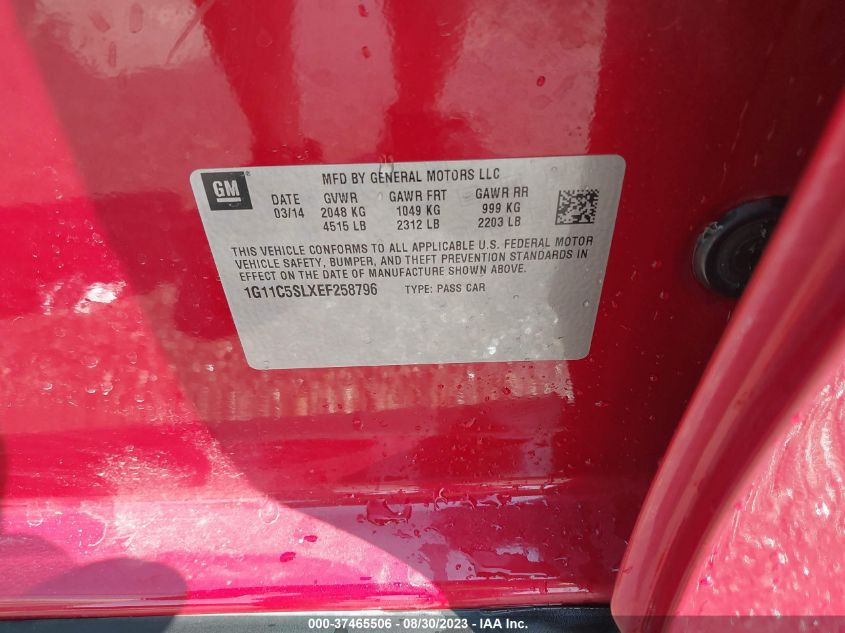 GM
MFD BY GENERAL MOTORS LLC
DATE GVWR GAWR FRT GAWR RR
03/14 2048 KG 1049 KG 999 KG
4515 LB 2312 LB 2203 LB
THIS VEHICLE CONFORMS TO ALL APPLICABLE U.S. FEDERAL MOTOR
VEHICLE SAFETY, BUMPER, AND THEFT PREVENTION STANDARDS IN
EFFECT ON THE DATE OF MANUFACTURE SHOWN ABOVE.
1G11C5SLXEF258796 TYPE: PASS CAR
000-37465506 - 08/30/2023 - IAA Inc.